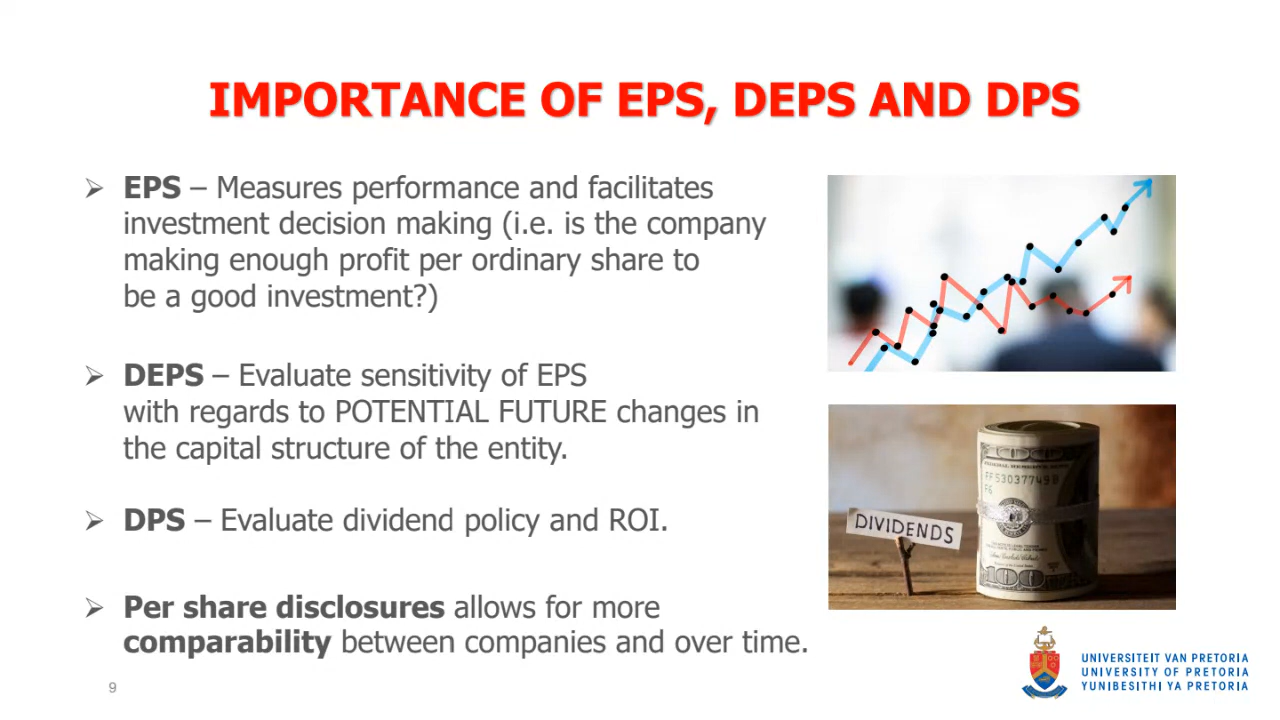 IMPORTANCE OF EPS, DEPS AND DPS
➢ EPS – Measures performance and facilitates
investment decision making (i.e. is the company
making enough profit per ordinary share to
be a good investment?)
➢ DEPS – Evaluate sensitivity of EPS
with regards to POTENTIAL FUTURE changes in
the capital structure of the entity.
➢ DPS – Evaluate dividend policy and ROI.
➢ Per share disclosures allows for more
comparability between companies and over time.
DIVIDENDS
FF53037749B
F6
100
UNIVERSITEIT VAN PRETORIA
UNIVERSITY OF PRETORIA
YUNIBESITHI YA PRETORIA
9